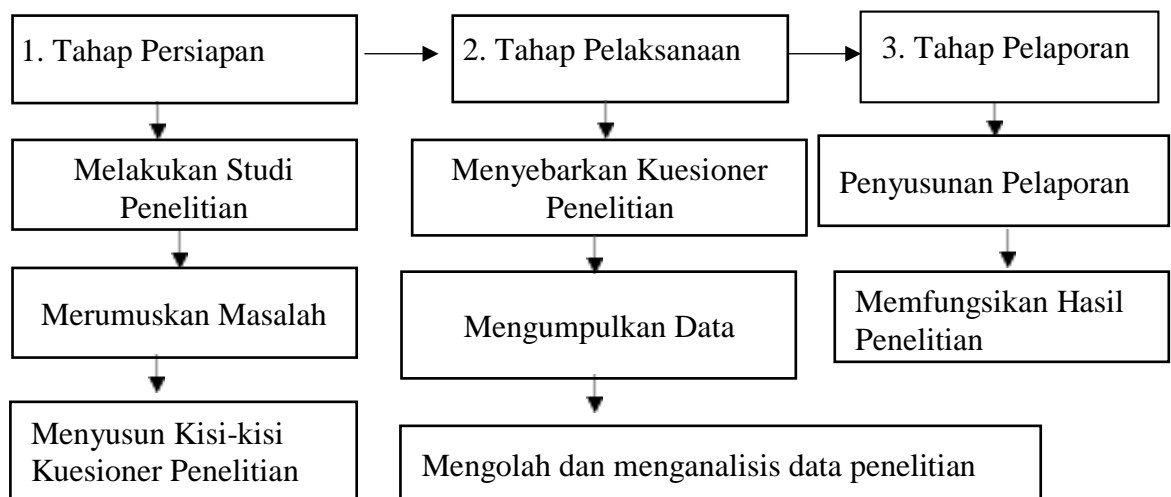 1. Tahap Persiapan
2. Tahap Pelaksanaan
3. Tahap Pelaporan
Melakukan Studi
Penelitian
Menyebarkan Kuesioner
Penelitian
Penyusunan Pelaporan
Merumuskan Masalah
Mengumpulkan Data
Memfungsikan Hasil
Penelitian
Menyusun Kisi-kisi
Kuesioner Penelitian
Mengolah dan menganalisis data penelitian